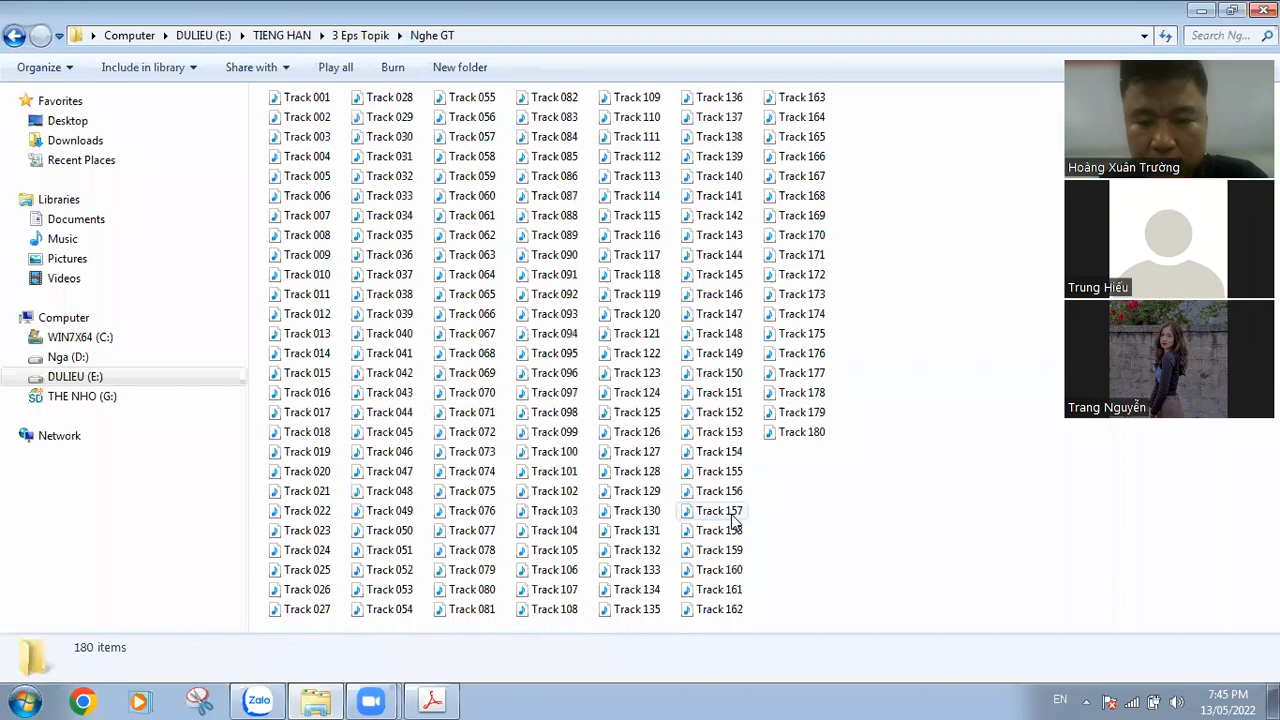 Computer DULIEU (E:) TIENG HAN 3 Eps Topik Nghe GT Search Ng...
Organize Include in library Share with Play all Burn New folder
Favorites
Desktop
Downloads
Recent Places
Libraries
Documents
Music
Pictures
Videos
Computer
WIN7X64 (C:)
Nga (D:)
DULIEU (E:)
THE NHO (G:)
Network
Track 001
Track 002
Track 003
Track 004
Track 005
Track 006
Track 007
Track 008
Track 009
Track 010
Track 011
Track 012
Track 013
Track 014
Track 015
Track 016
Track 017
Track 018
Track 019
Track 020
Track 021
Track 022
Track 023
Track 024
Track 025
Track 026
Track 027
Track 028
Track 029
Track 030
Track 031
Track 032
Track 033
Track 034
Track 035
Track 036
Track 037
Track 038
Track 039
Track 040
Track 041
Track 042
Track 043
Track 044
Track 045
Track 046
Track 047
Track 048
Track 049
Track 050
Track 051
Track 052
Track 053
Track 054
Track 055
Track 056
Track 057
Track 058
Track 059
Track 060
Track 061
Track 062
Track 063
Track 064
Track 065
Track 066
Track 067
Track 068
Track 069
Track 070
Track 071
Track 072
Track 073
Track 074
Track 075
Track 076
Track 077
Track 078
Track 079
Track 080
Track 081
Track 082
Track 083
Track 084
Track 085
Track 086
Track 087
Track 088
Track 089
Track 090
Track 091
Track 092
Track 093
Track 094
Track 095
Track 096
Track 097
Track 098
Track 099
Track 100
Track 101
Track 102
Track 103
Track 104
Track 105
Track 106
Track 107
Track 108
Track 109
Track 110
Track 111
Track 112
Track 113
Track 114
Track 115
Track 116
Track 117
Track 118
Track 119
Track 120
Track 121
Track 122
Track 123
Track 124
Track 125
Track 126
Track 127
Track 128
Track 129
Track 130
Track 131
Track 132
Track 133
Track 134
Track 135
Track 136
Track 137
Track 138
Track 139
Track 140
Track 141
Track 142
Track 143
Track 144
Track 145
Track 146
Track 147
Track 148
Track 149
Track 150
Track 151
Track 152
Track 153
Track 154
Track 155
Track 156
Track 157
Track 158
Track 159
Track 160
Track 161
Track 162
Track 163
Track 164
Track 165
Track 166
Track 167
Track 168
Track 169
Track 170
Track 171
Track 172
Track 173
Track 174
Track 175
Track 176
Track 177
Track 178
Track 179
Track 180
Hoàng Xuân Trường
Trung Hiếu
Trang Nguyễn
180 items
Zalo
EN
7:45 PM
13/05/2022